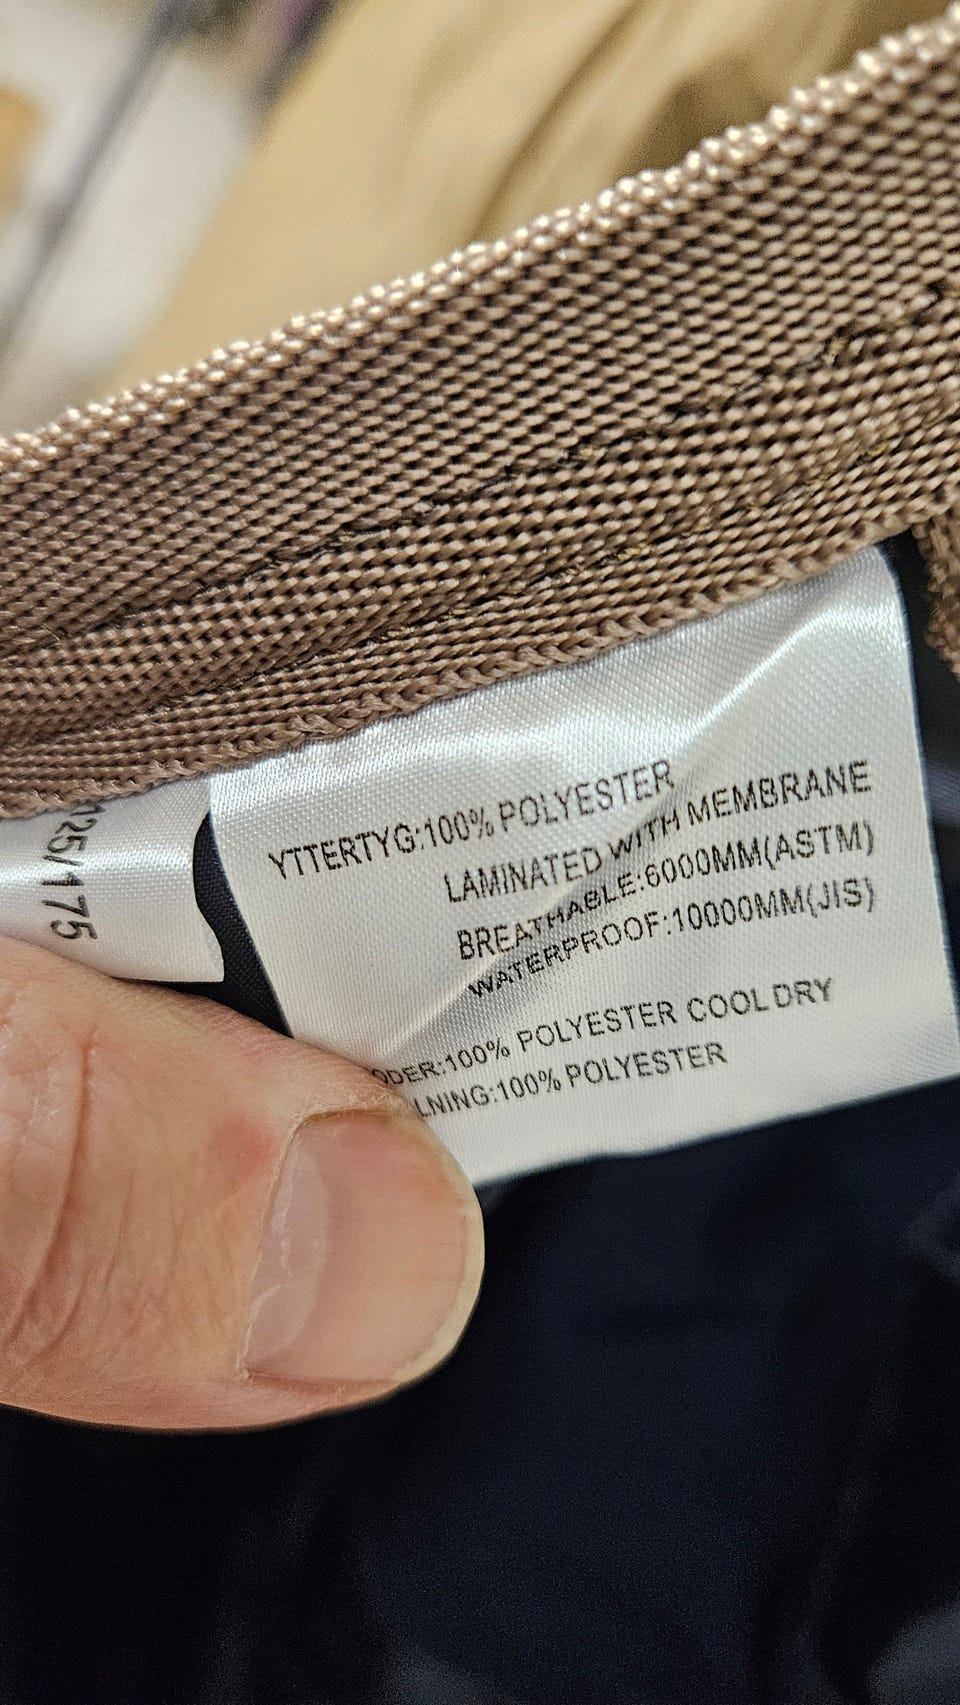 125/175
YTTERTYG:100% POLYESTER
LAMINATED WITH MEMBRANE
BREATHABLE:6000MM(ASTM)
WATERPROOF:10000MM(JIS)
100% POLYESTER COOL DRY
100% POLYESTER